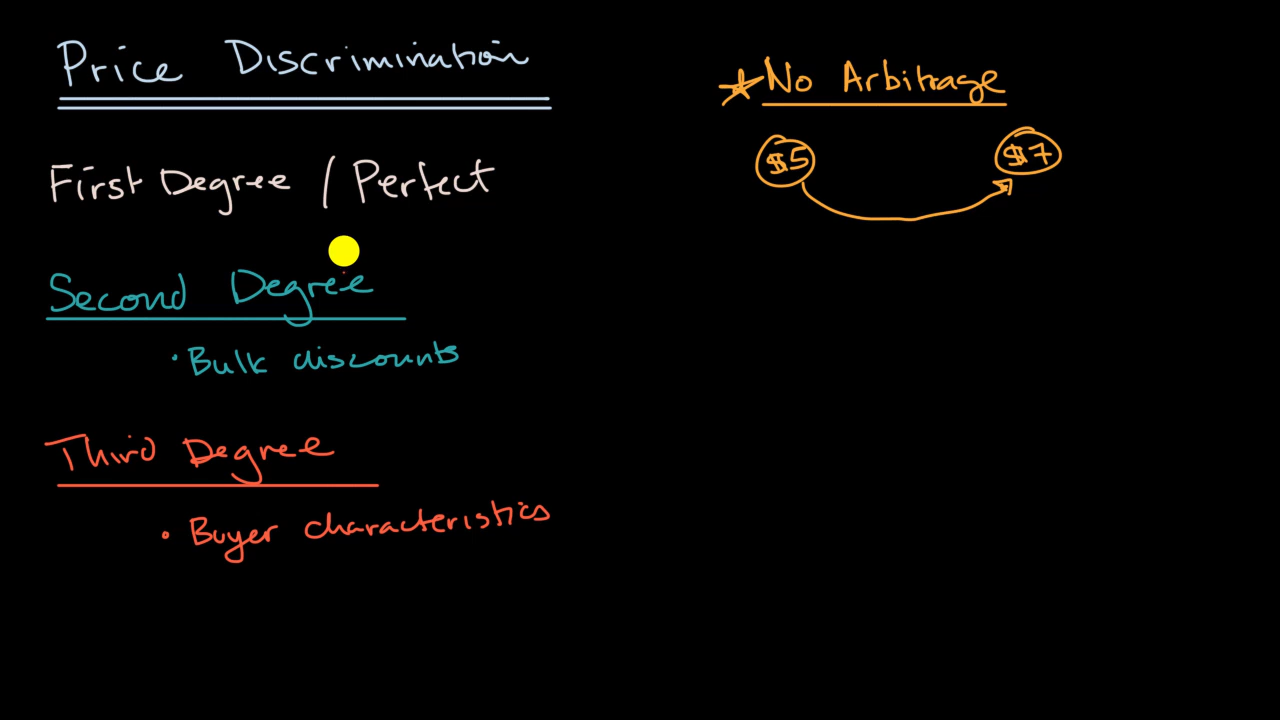 Price Discrimination
First Degree / Perfect
Second Degree
• Bulk discounts
Third Degree
• Buyer characteristics
No Arbitrage
$5
$7